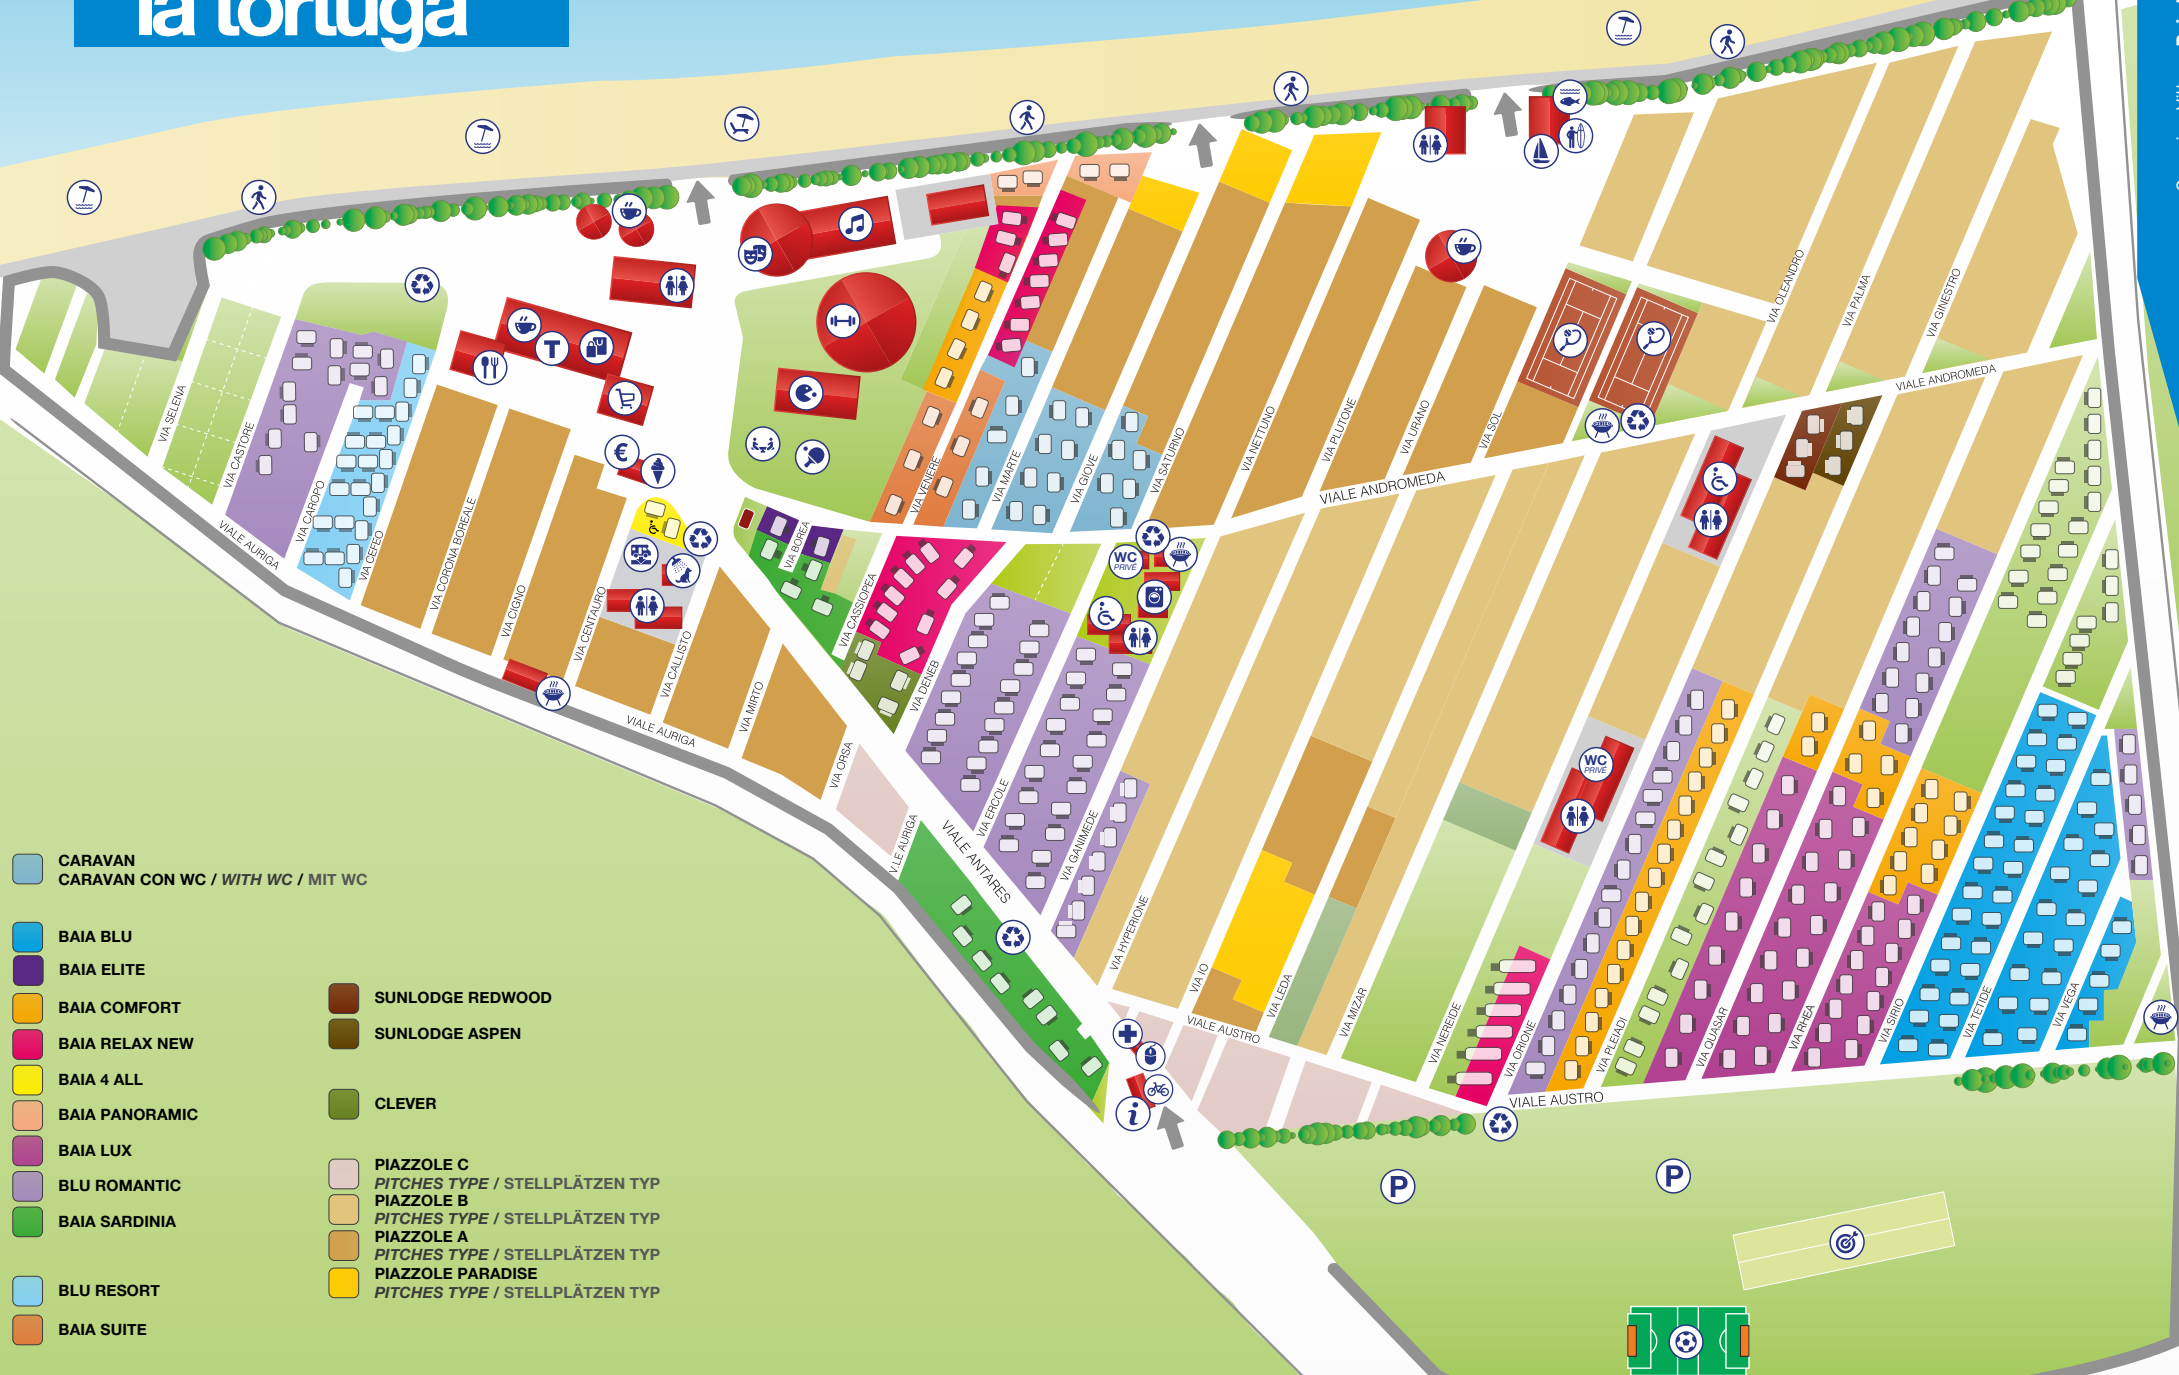 la tortuga
VIA SELENA
VIA CASTORE
VIALE AURIGA
VIA CAROPO
VIA CEFEO
VIA CORONA BOREALE
VIA CIGNO
VIA CENTAURO
VIA CALLISTO
VIALE AURIGA
VIA MIRTO
VIA ORSA
VIALE AURIGA
VIALE ANTARES
VIA BOREA
VIA CASSIOPEA
VIA DENEB
VIA ERCOLE
VIA GANIMEDE
VIA HYPERIONE
VIA IO
VIA LEDA
VIA MIZAR
VIA NEREIDE
VIA ORIONE
VIA PLEIADI
VIA QUASAR
VIA RHEA
VIA SIRIO
VIA TETIDE
VIA VEGA
VIALE AUSTRO
VIALE AUSTRO
VIA VENERE
VIA MARTE
VIA GIOVE
VIA SATURNO
VIA NETTUNO
VIA PLUTONE
VIA URANO
VIA SOL
VIALE ANDROMEDA
VIALE ANDROMEDA
VIA OLEANDRO
VIA PALMA
VIA GINESTRO
T
€
WC
PRIVÉ
WC
PRIVÉ
i
P
P
CARAVAN
CARAVAN CON WC / WITH WC / MIT WC
BAIA BLU
BAIA ELITE
BAIA COMFORT
BAIA RELAX NEW
BAIA 4 ALL
BAIA PANORAMIC
BAIA LUX
BLU ROMANTIC
BAIA SARDINIA
BLU RESORT
BAIA SUITE
SUNLODGE REDWOOD
SUNLODGE ASPEN
CLEVER
PIAZZOLE C
PITCHES TYPE / STELLPLÄTZEN TYP
PIAZZOLE B
PITCHES TYPE / STELLPLÄTZEN TYP
PIAZZOLE A
PITCHES TYPE / STELLPLÄTZEN TYP
PIAZZOLE PARADISE
PITCHES TYPE / STELLPLÄTZEN TYP